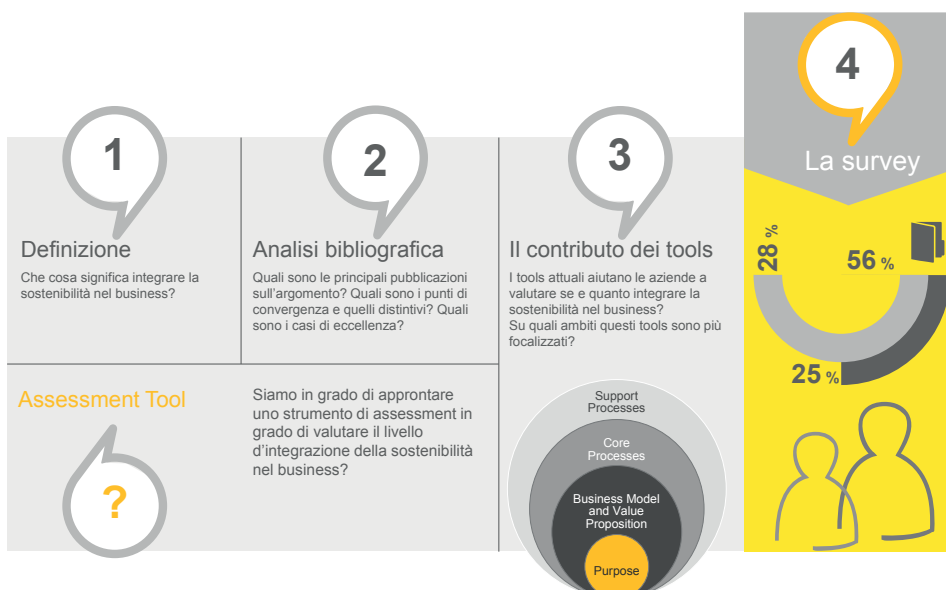 1
Definizione
Che cosa significa integrare la
sostenibilità nel business?
2
Analisi bibliografica
Quali sono le principali pubblicazioni
sull'argomento? Quali sono i punti di
convergenza e quelli distintivi? Quali
sono i casi di eccellenza?
3
Il contributo dei tools
I tools attuali aiutano le aziende a
valutare se e quanto integrare la
sostenibilità nel business?
Su quali ambiti questi tools sono più
focalizzati?
4
La survey
28 %
56 %
25 %
Assessment Tool
?
Siamo in grado di approntare
uno strumento di assessment in
grado di valutare il livello
d'integrazione della sostenibilità
nel business?
Support
Processes
Core
Processes
Business Model
and Value
Proposition
Purpose